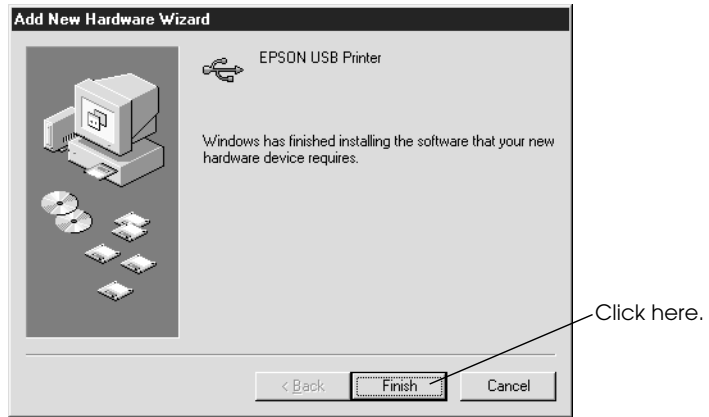 Add New Hardware Wizard
EPSON USB Printer
Windows has finished installing the software that your new
hardware device requires.
Click here.
< Back
Finish
Cancel